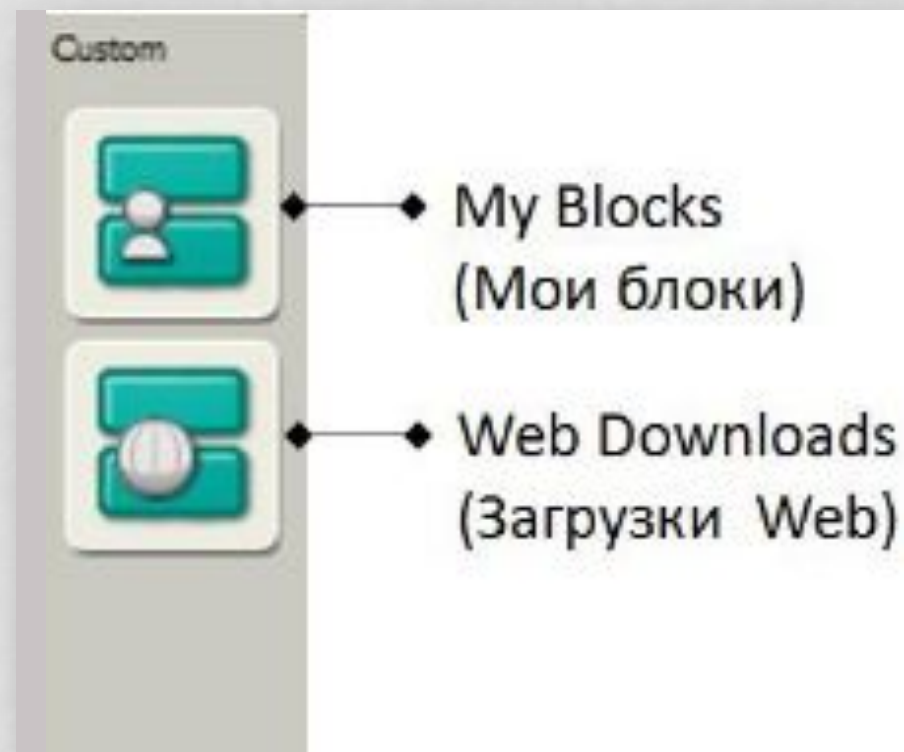 Custom
My Blocks
(Мои блоки)
Web Downloads
(Загрузки Web)